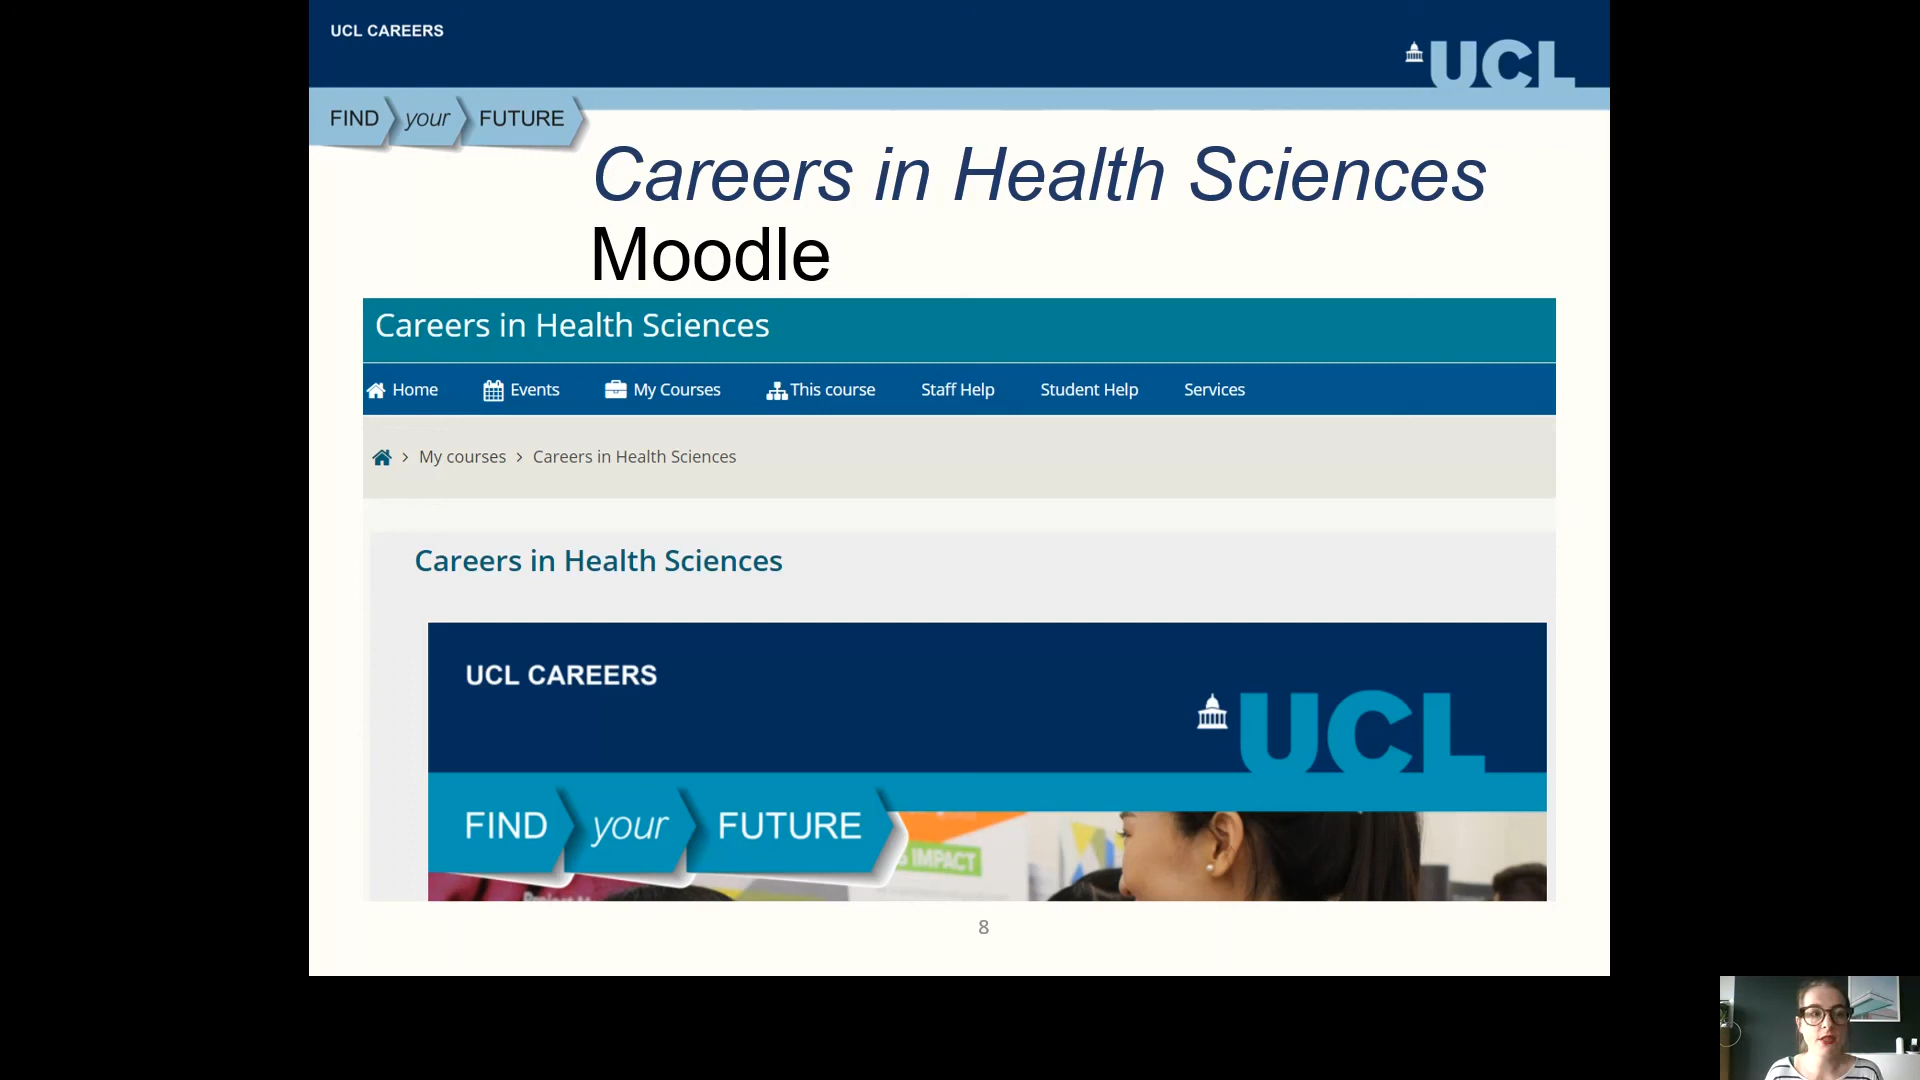 UCL CAREERS
UCL
FIND your FUTURE
Careers in Health Sciences
Moodle
Careers in Health Sciences
Home Events My Courses This course Staff Help Student Help Services
My courses > Careers in Health Sciences
Careers in Health Sciences
UCL CAREERS
UCL
FIND your FUTURE
IMPACT
8